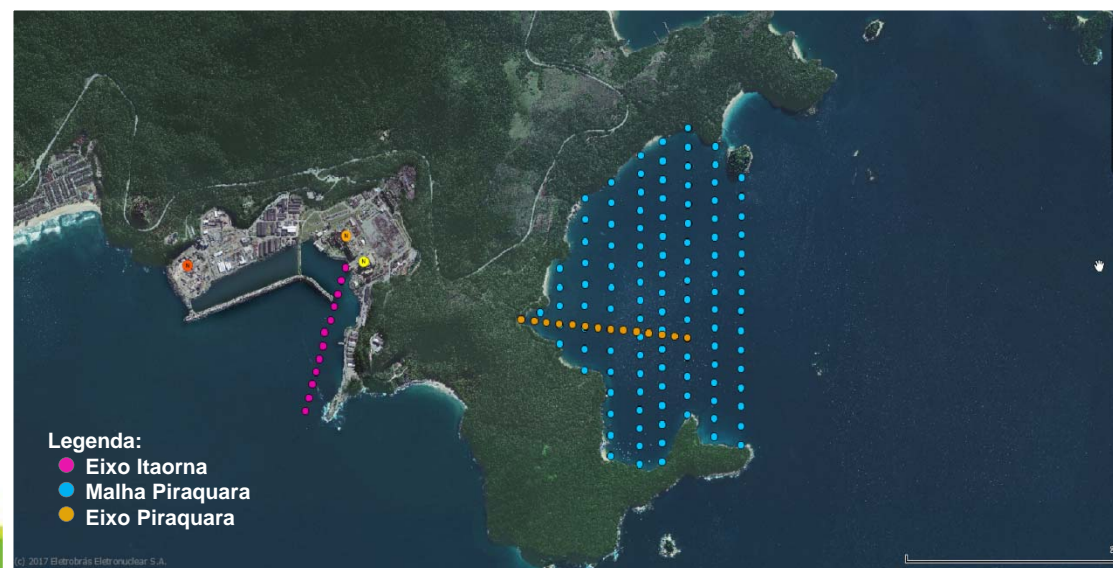 Legenda:
Eixo Itaorna
Malha Piraquara
Eixo Piraquara
(c) 2017 Eletrobrás Eletronuclear S.A.